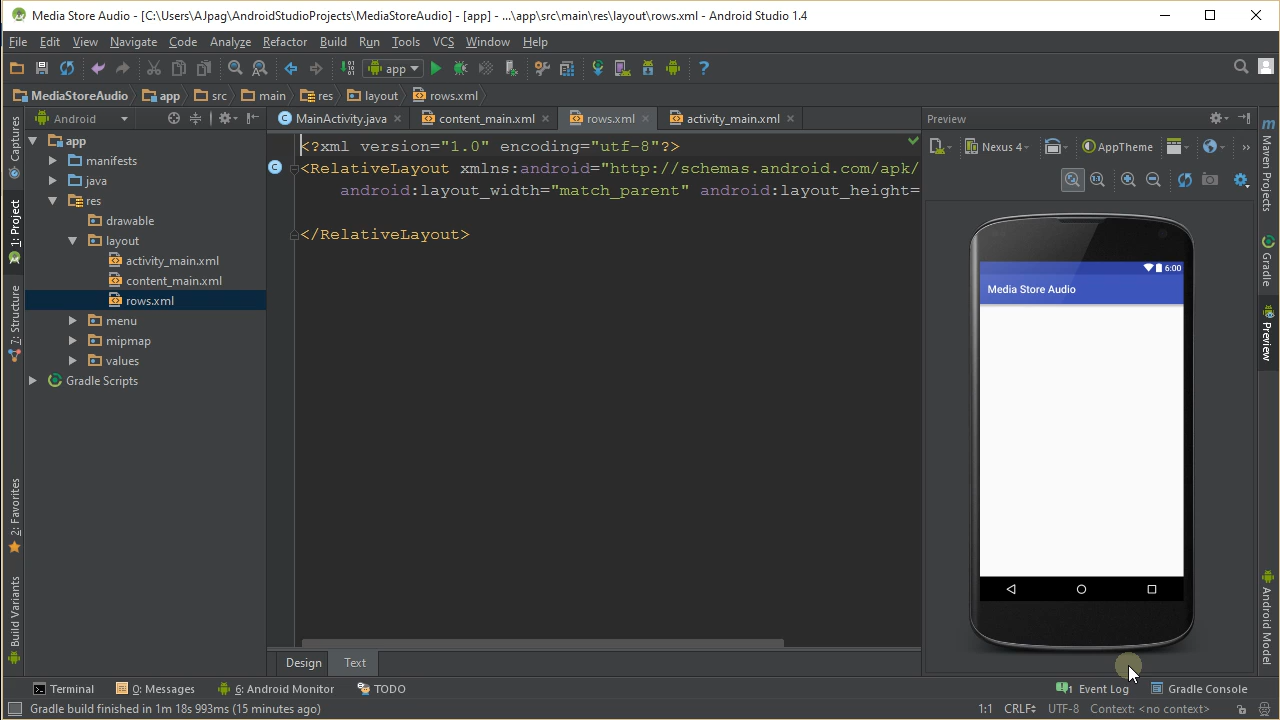 Media Store Audio - [C:\Users\AJpag\AndroidStudioProjects\MediaStoreAudio] - [app] - ...\app\src\main\res\layout\rows.xml - Android Studio 1.4
File Edit View Navigate Code Analyze Refactor Build Run Tools VCS Window Help
app
MediaStoreAudio app src main res layout rows.xml
Android
MainActivity.java content_main.xml rows.xml activity_main.xml
Preview
Nexus 4 AppTheme
app
manifests
java
res
drawable
layout
activity_main.xml
content_main.xml
rows.xml
menu
mipmap
values
Gradle Scripts
<?xml version="1.0" encoding="utf-8"?>
<RelativeLayout xmlns:android="http://schemas.android.com/apk/
android:layout_width="match_parent" android:layout_height=
</RelativeLayout>
6:00
Media Store Audio
Captures
1: Project
7: Structure
2: Favorites
Build Variants
Maven Projects
Gradle
Preview
Android Model
Design Text
Terminal 0: Messages 6: Android Monitor TODO
1 Event Log Gradle Console
Gradle build finished in 1m 18s 993ms (15 minutes ago)
1:1 CRLF UTF-8 Context: <no context>